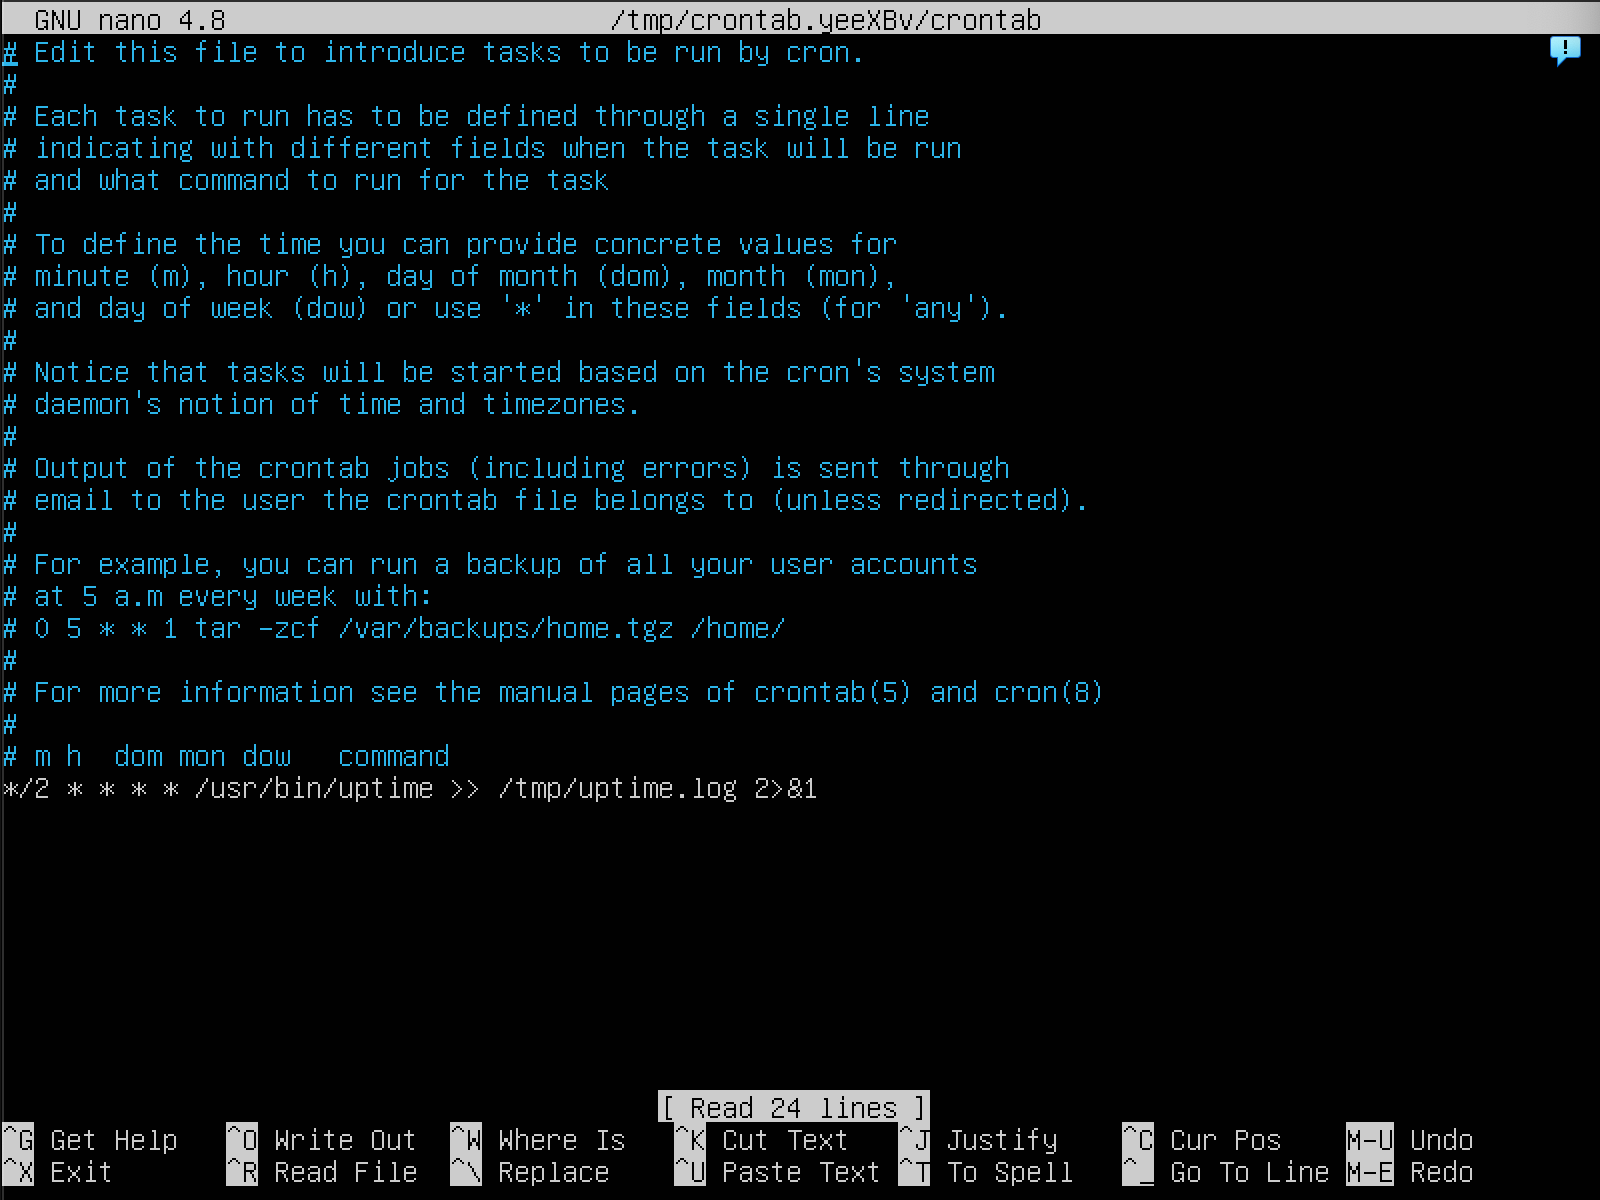 GNU nano 4.8 /tmp/crontab.yeeXBv/crontab
# Edit this file to introduce tasks to be run by cron.
#
# Each task to run has to be defined through a single line
# indicating with different fields when the task will be run
# and what command to run for the task
#
# To define the time you can provide concrete values for
# minute (m), hour (h), day of month (dom), month (mon),
# and day of week (dow) or use '*' in these fields (for 'any').
#
# Notice that tasks will be started based on the cron's system
# daemon's notion of time and timezones.
#
# Output of the crontab jobs (including errors) is sent through
# email to the user the crontab file belongs to (unless redirected).
#
# For example, you can run a backup of all your user accounts
# at 5 a.m every week with:
# 0 5 * * 1 tar -zcf /var/backups/home.tgz /home/
#
# For more information see the manual pages of crontab(5) and cron(8)
#
# m h  dom mon dow   command
*/2 * * * * /usr/bin/uptime >> /tmp/uptime.log 2>&1
[ Read 24 lines ]
^G Get Help ^O Write Out ^W Where Is ^K Cut Text ^J Justify ^C Cur Pos M-U Undo
^X Exit ^R Read File ^\ Replace ^U Paste Text ^T To Spell ^_ Go To Line M-E Redo